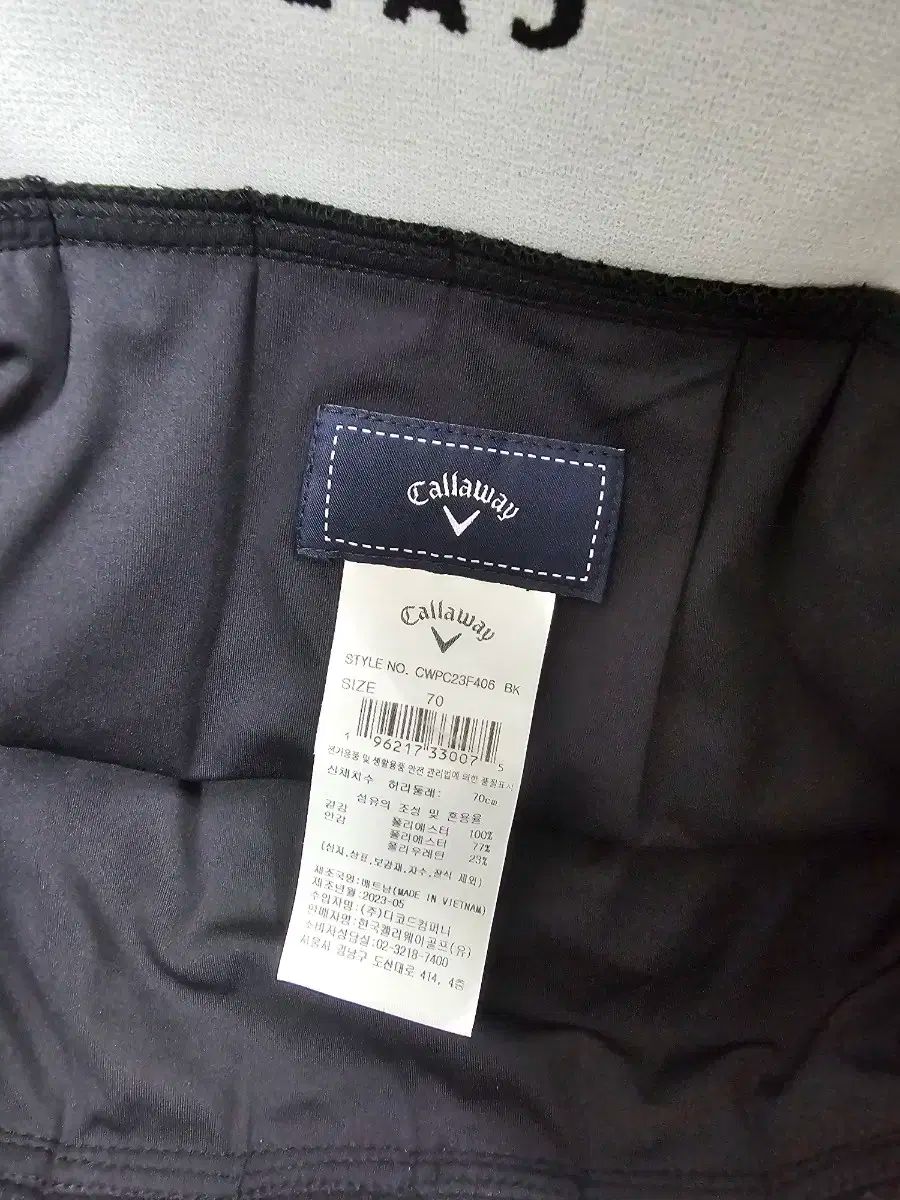 Callaway
Callaway
STYLE NO. CWPC23F406 BK
SIZE 70
1 96217 33007 5
전기용품 및 생활용품 안전 관리법에 의한 품질표시
신체치수 허리둘레: 70cm
섬유의 조성 및 혼용율
겉감 폴리에스터 100%
안감 폴리에스터 77%
폴리우레탄 23%
(심지,상표,보강재,자수,장식 제외)
제조국명:베트남(MADE IN VIETNAM)
제조년월:2023-05
수입자명:(주)디코드컴퍼니
판매자명:한국캘러웨이골프(유)
소비자상담실:02-3218-7400
서울시 강남구 도산대로 414, 4층